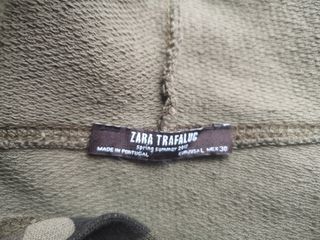 ZARA TRAFALUC
spring summer 2017
MADE IN PORTUGAL EUR/USA L MEX 30